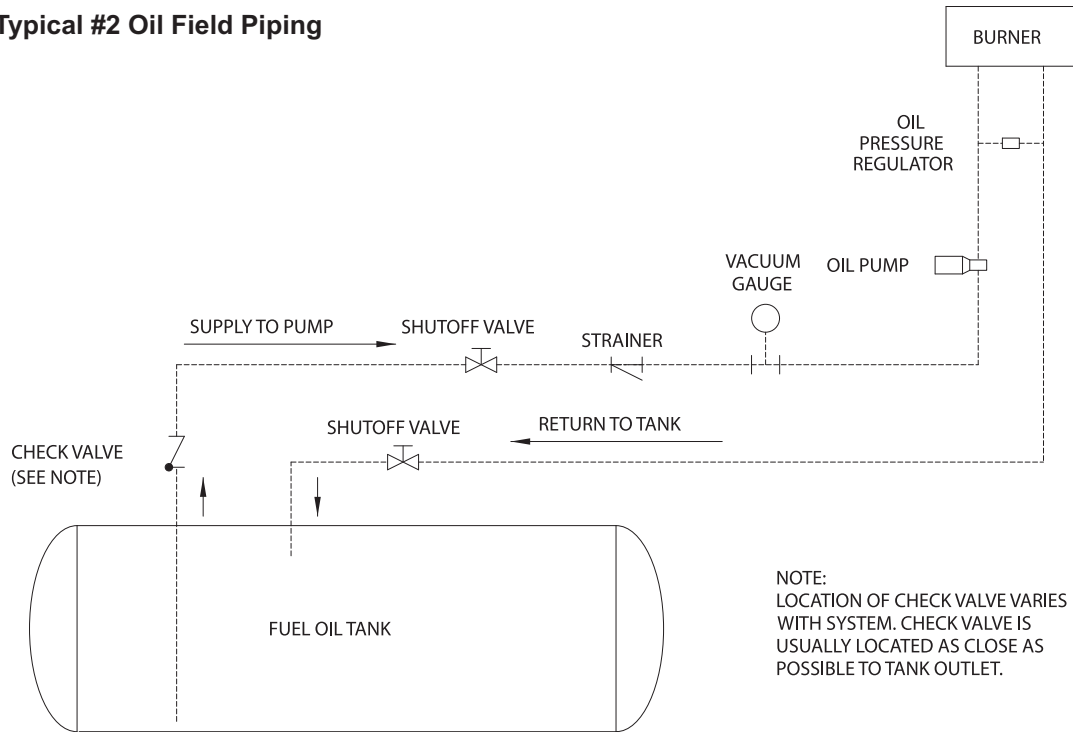 Typical #2 Oil Field Piping
BURNER
OIL
PRESSURE
REGULATOR
VACUUM
GAUGE
OIL PUMP
SUPPLY TO PUMP
SHUTOFF VALVE
STRAINER
SHUTOFF VALVE
RETURN TO TANK
CHECK VALVE
(SEE NOTE)
FUEL OIL TANK
NOTE:
LOCATION OF CHECK VALVE VARIES
WITH SYSTEM. CHECK VALVE IS
USUALLY LOCATED AS CLOSE AS
POSSIBLE TO TANK OUTLET.